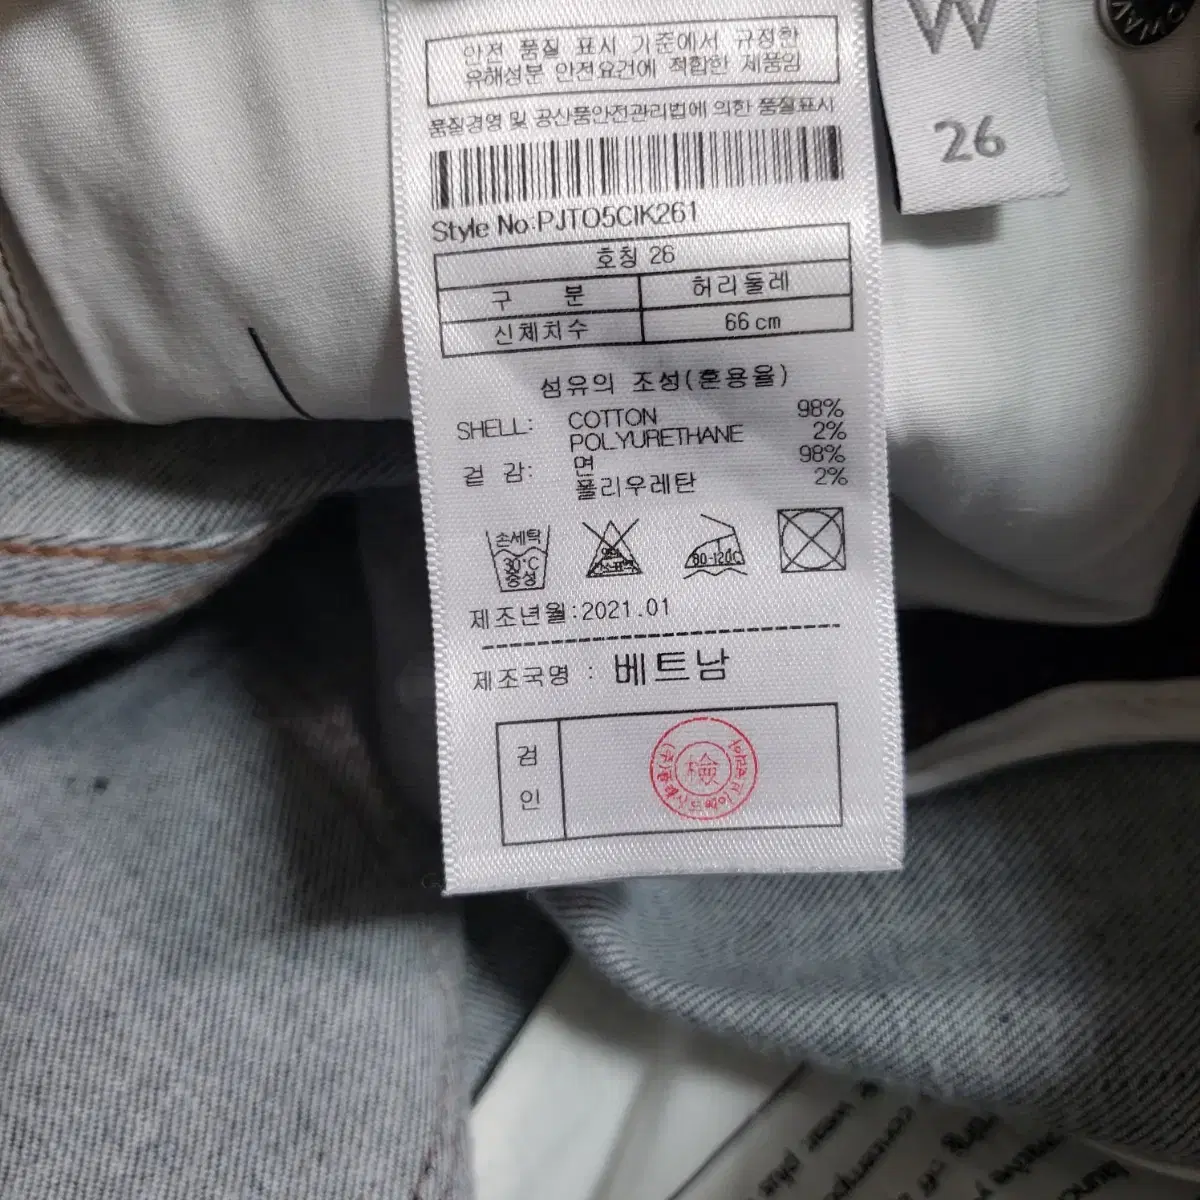 안전 품질 표시 기준에서 규정한
유해성분 안전요건에 적합한 제품임
품질경영 및 공산품안전관리법에 의한 품질표시
Style No:PJTO5CIK261
호칭 26
구 분 허리둘레
신체치수 66cm
섬유의 조성(혼용율)
SHELL: COTTON 98%
POLYURETHANE 2%
겉 감: 면 98%
폴리우레탄 2%
손세탁
30°C
중성
80-120C
제조년월:2021.01
제조국명 : 베트남
검
인
檢
W
26